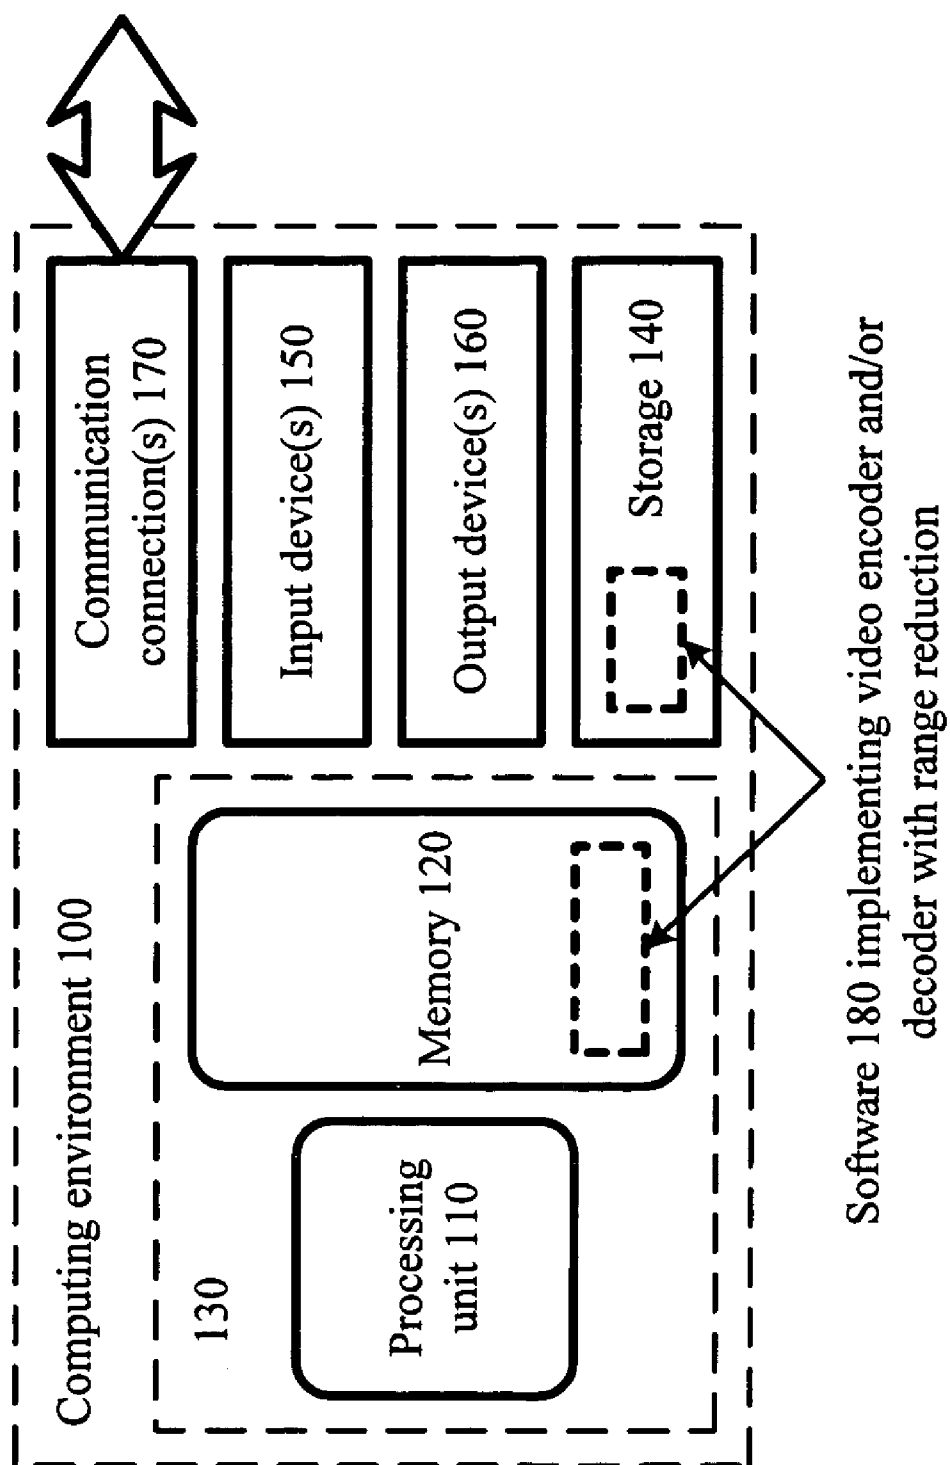 Computing environment 100
130
Processing
unit 110
Memory 120
Communication
connection(s) 170
Input device(s) 150
Output device(s) 160
Storage 140
Software 180 implementing video encoder and/or
decoder with range reduction